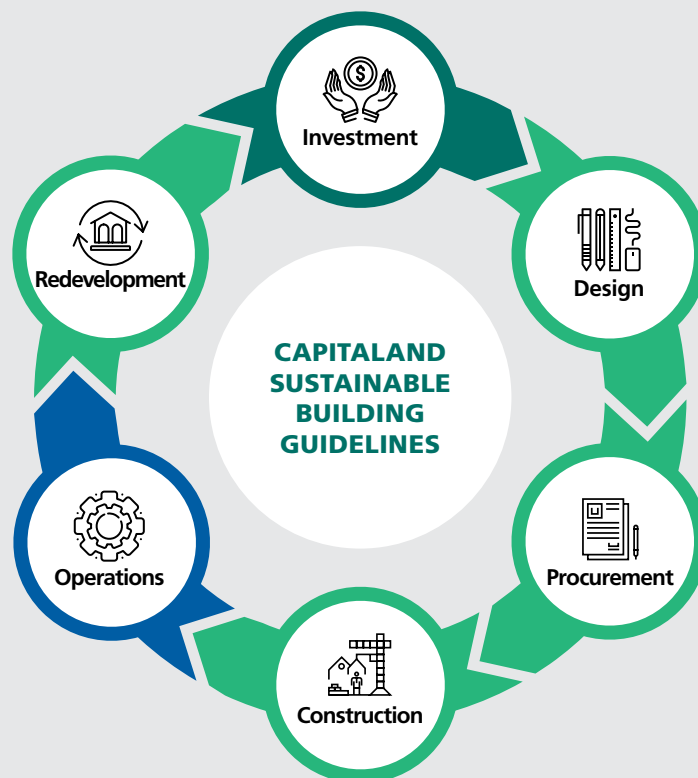 Investment
Design
Procurement
Construction
Operations
Redevelopment
CAPITALAND
SUSTAINABLE
BUILDING
GUIDELINES